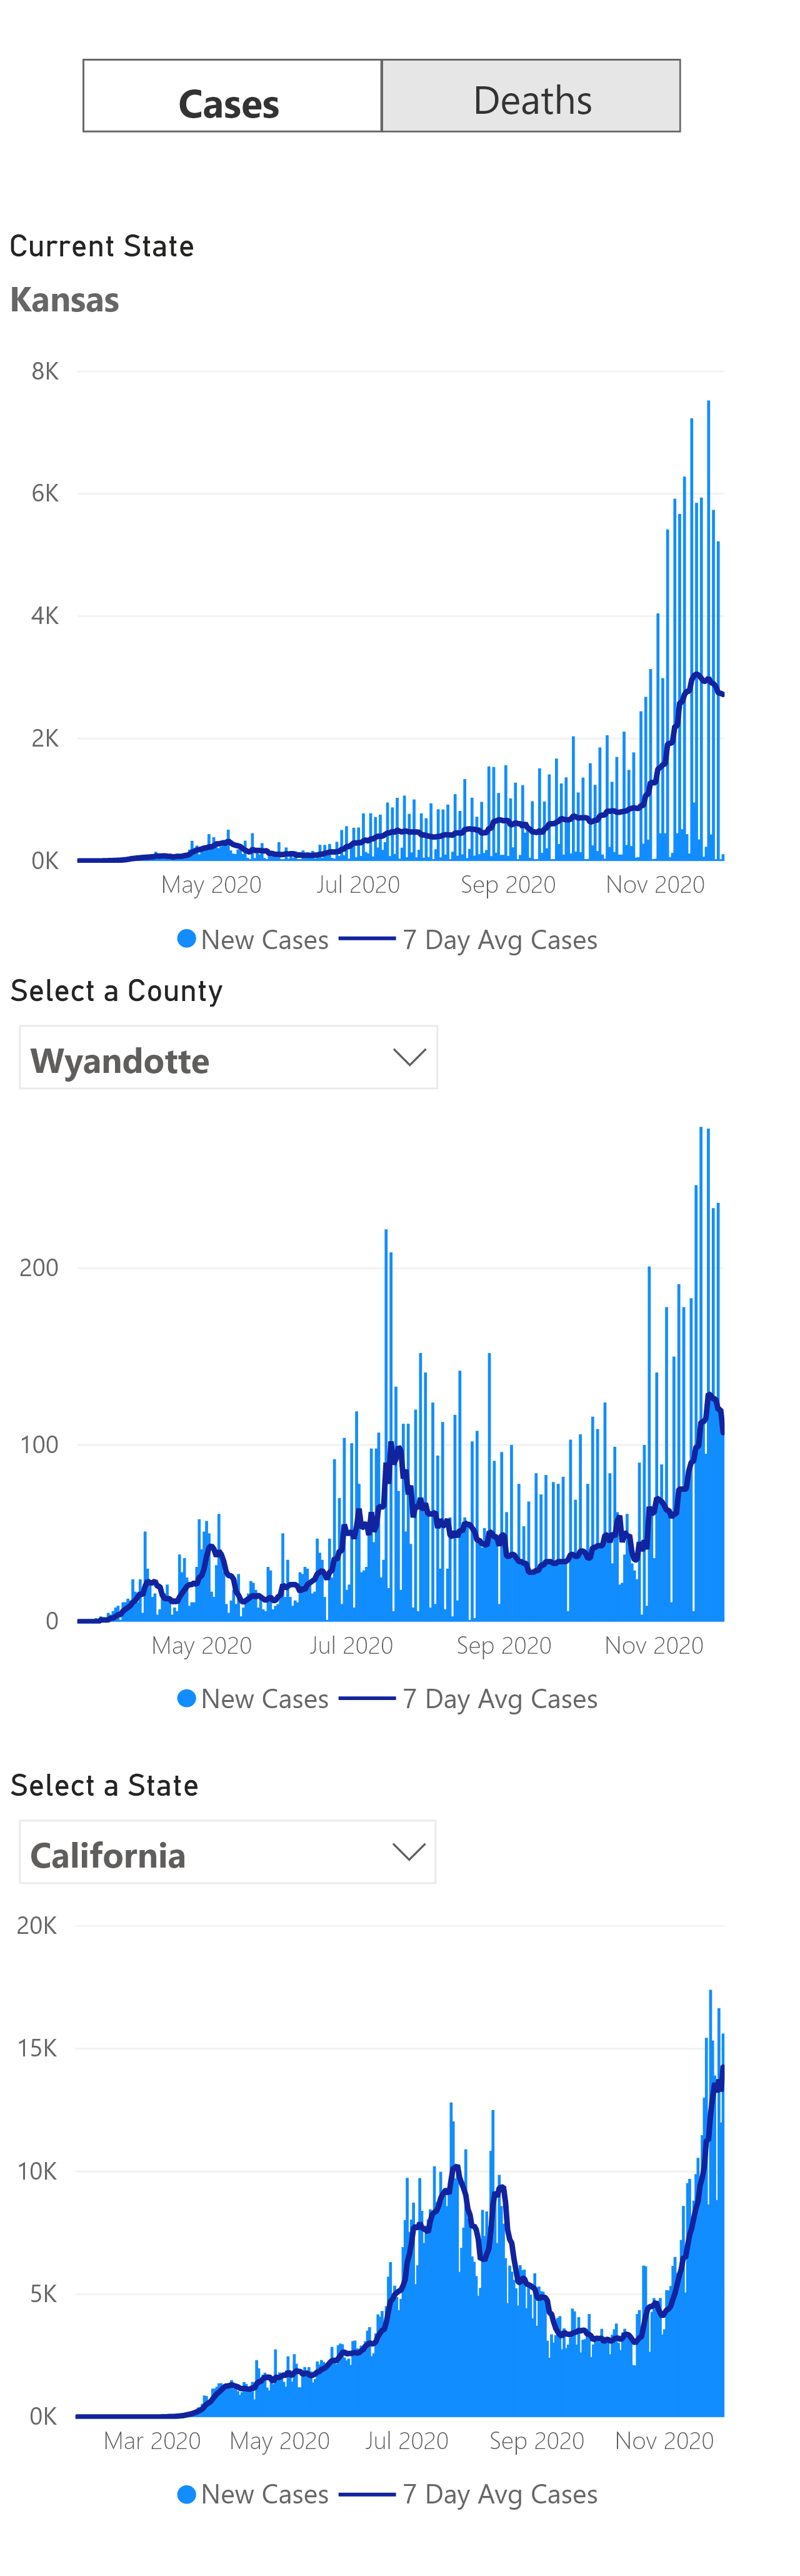 Cases Deaths
Current State
Kansas
8K
6K
4K
2K
0K
May 2020 Jul 2020 Sep 2020 Nov 2020
New Cases 7 Day Avg Cases
Select a County
Wyandotte
200
100
0
May 2020 Jul 2020 Sep 2020 Nov 2020
New Cases 7 Day Avg Cases
Select a State
California
20K
15K
10K
5K
0K
Mar 2020 May 2020 Jul 2020 Sep 2020 Nov 2020
New Cases 7 Day Avg Cases